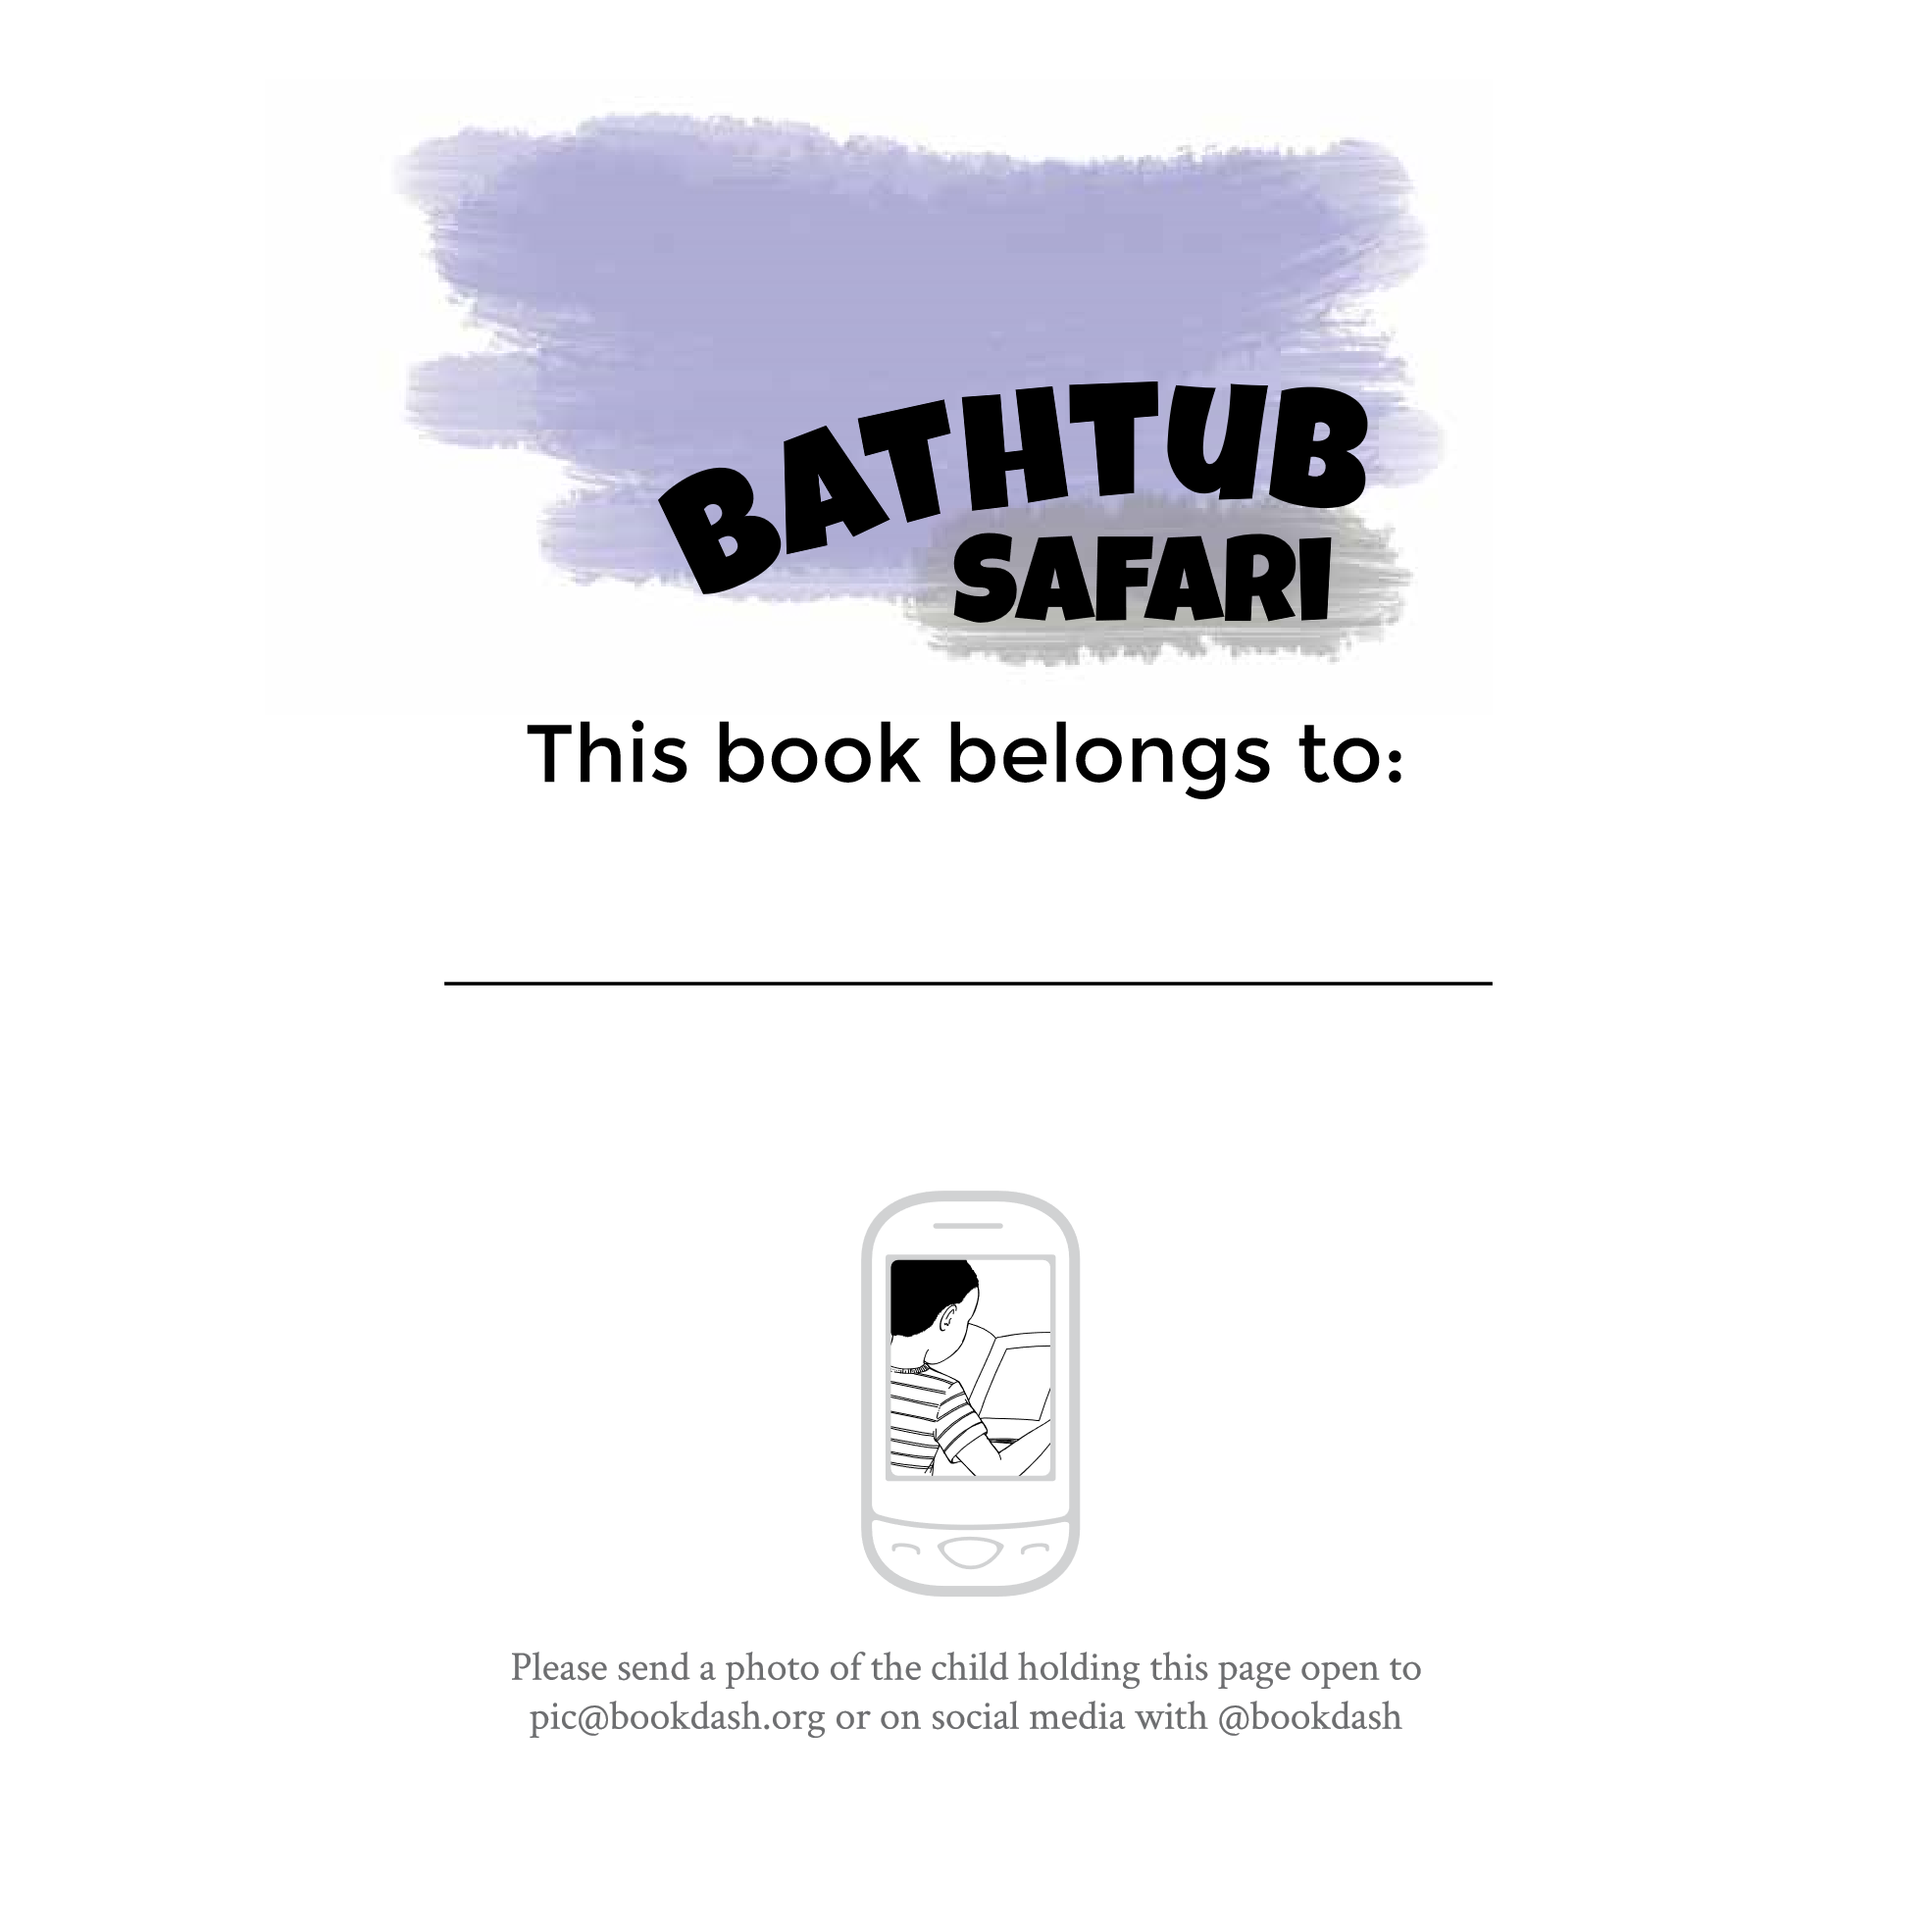 BATHTUB
SAFARI
This book belongs to:
Please send a photo of the child holding this page open to
pic@bookdash.org or on social media with @bookdash